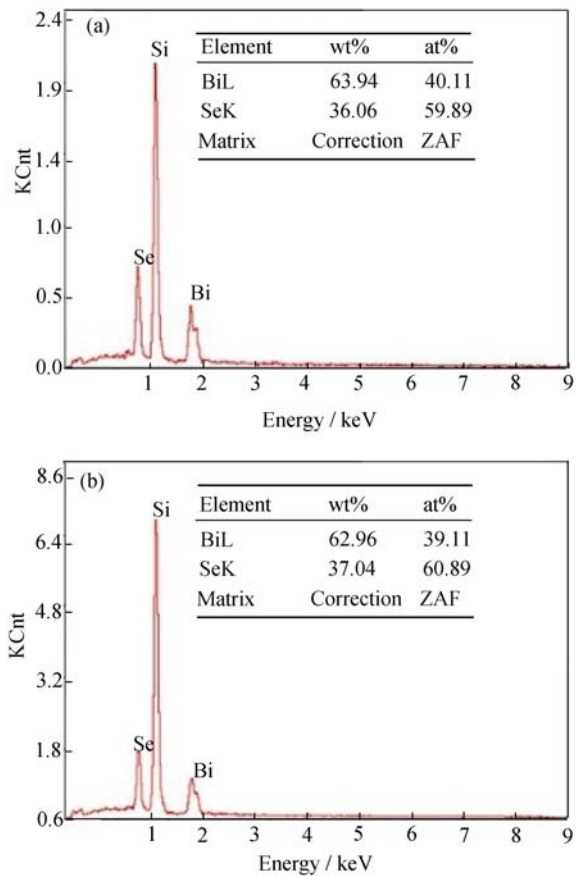 (a)
Element wt% at%
BiL 63.94 40.11
SeK 36.06 59.89
Matrix Correction ZAF
Si
Se
Bi
KCnt
2.4
1.9
1.4
1.0
0.5
0.0
1 2 3 4 5 6 7 8 9
Energy / keV
(b)
Element wt% at%
BiL 62.96 39.11
SeK 37.04 60.89
Matrix Correction ZAF
Si
Se
Bi
KCnt
8.6
6.4
4.8
3.2
1.8
0.6
1 2 3 4 5 6 7 8 9
Energy / keV